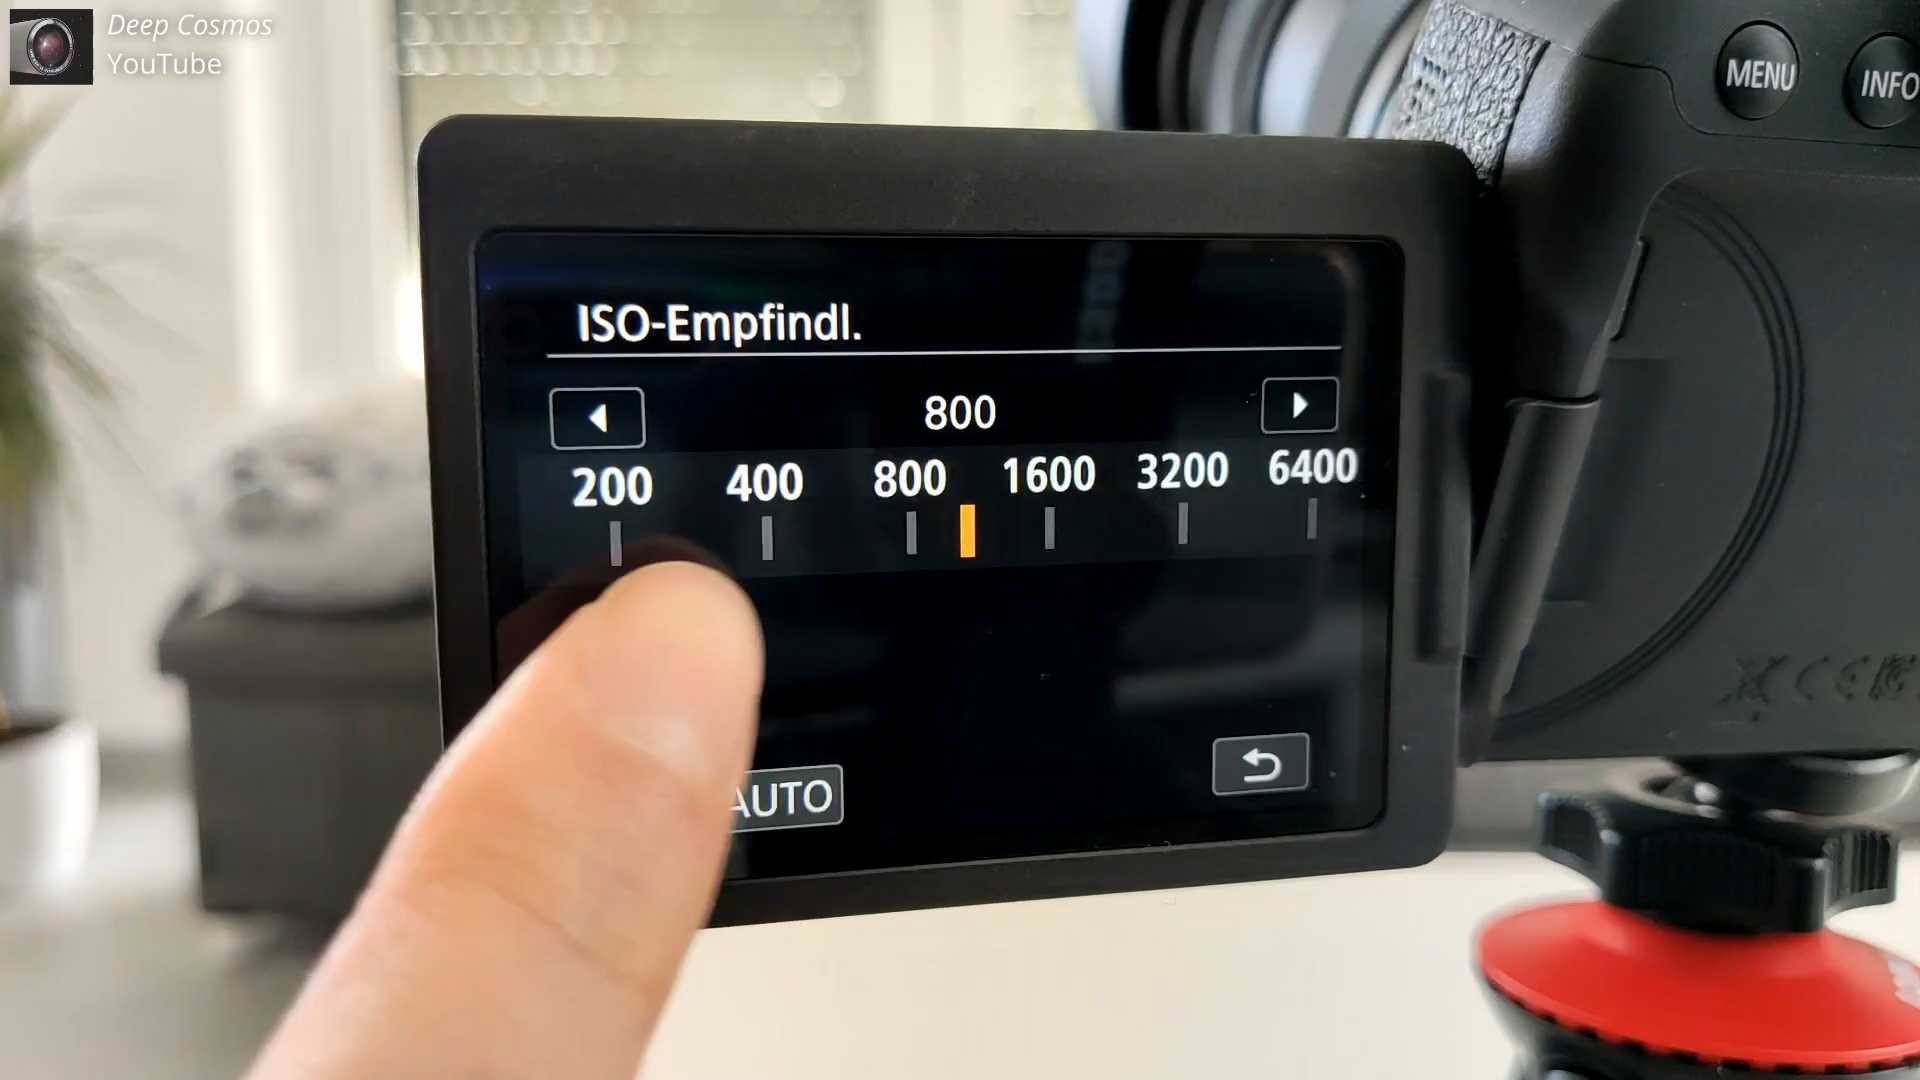 Deep Cosmos
YouTube
MENU
INFO
ISO-Empfindl.
800
200 400 800 1600 3200 6400
AUTO